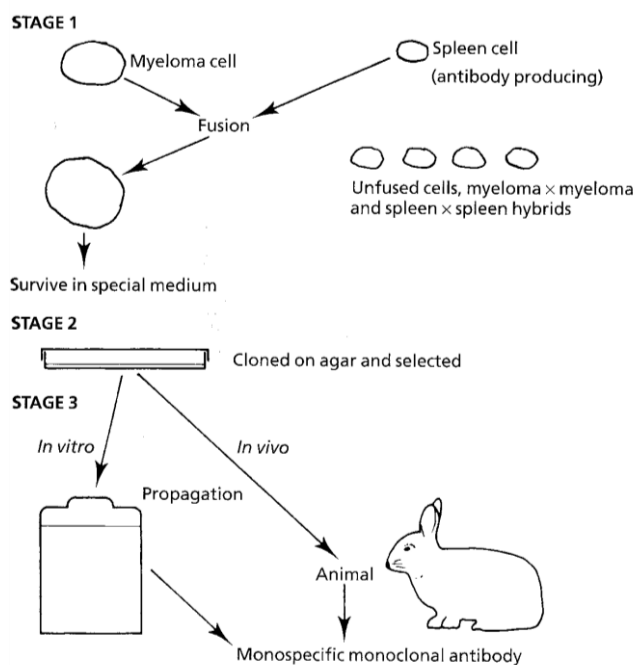 STAGE 1
Myeloma cell
Spleen cell
(antibody producing)
Fusion
Unfused cells, myeloma × myeloma
and spleen × spleen hybrids
Survive in special medium
STAGE 2
Cloned on agar and selected
STAGE 3
In vitro
In vivo
Propagation
Animal
Monospecific monoclonal antibody